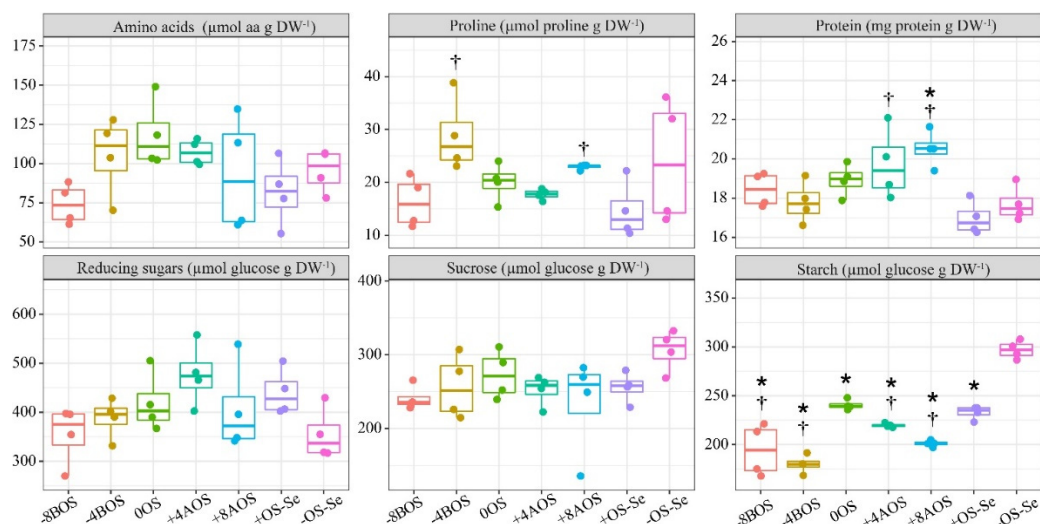 Amino acids (µmol aa g DW-1)
Proline (µmol proline g DW-1)
Protein (mg protein g DW-1)
150
125
100
75
50
40
30
20
10
†
†
26
24
22
20
18
16
†
*
†
Reducing sugars (µmol glucose g DW-1)
Sucrose (µmol glucose g DW-1)
Starch (µmol glucose g DW-1)
600
500
400
300
400
300
200
350
300
250
200
* * * * * *
† † † †
-8BOS -4BOS 0OS +4AOS +8AOS +OS-Se -OS-Se
-8BOS -4BOS 0OS +4AOS +8AOS +OS-Se -OS-Se
-8BOS -4BOS 0OS +4AOS +8AOS +OS-Se -OS-Se